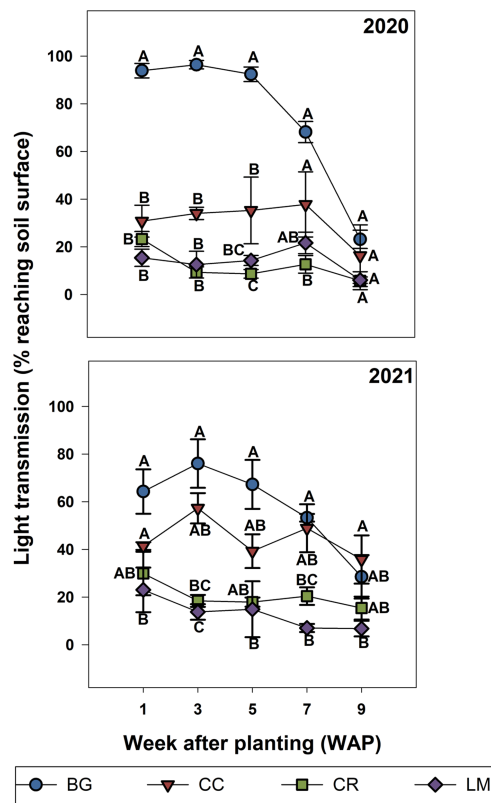 2020
100
80
60
40
20
0
A A A
A
A
B B B A
A
B
B BC AB
A
B B C B
A
Light transmission (% reaching soil surface)
2021
100
80
60
40
20
0
A A A
A
A
A AB AB AB
AB
AB BC AB BC
AB
B C B B B
1 3 5 7 9
Week after planting (WAP)
BG CC CR LM